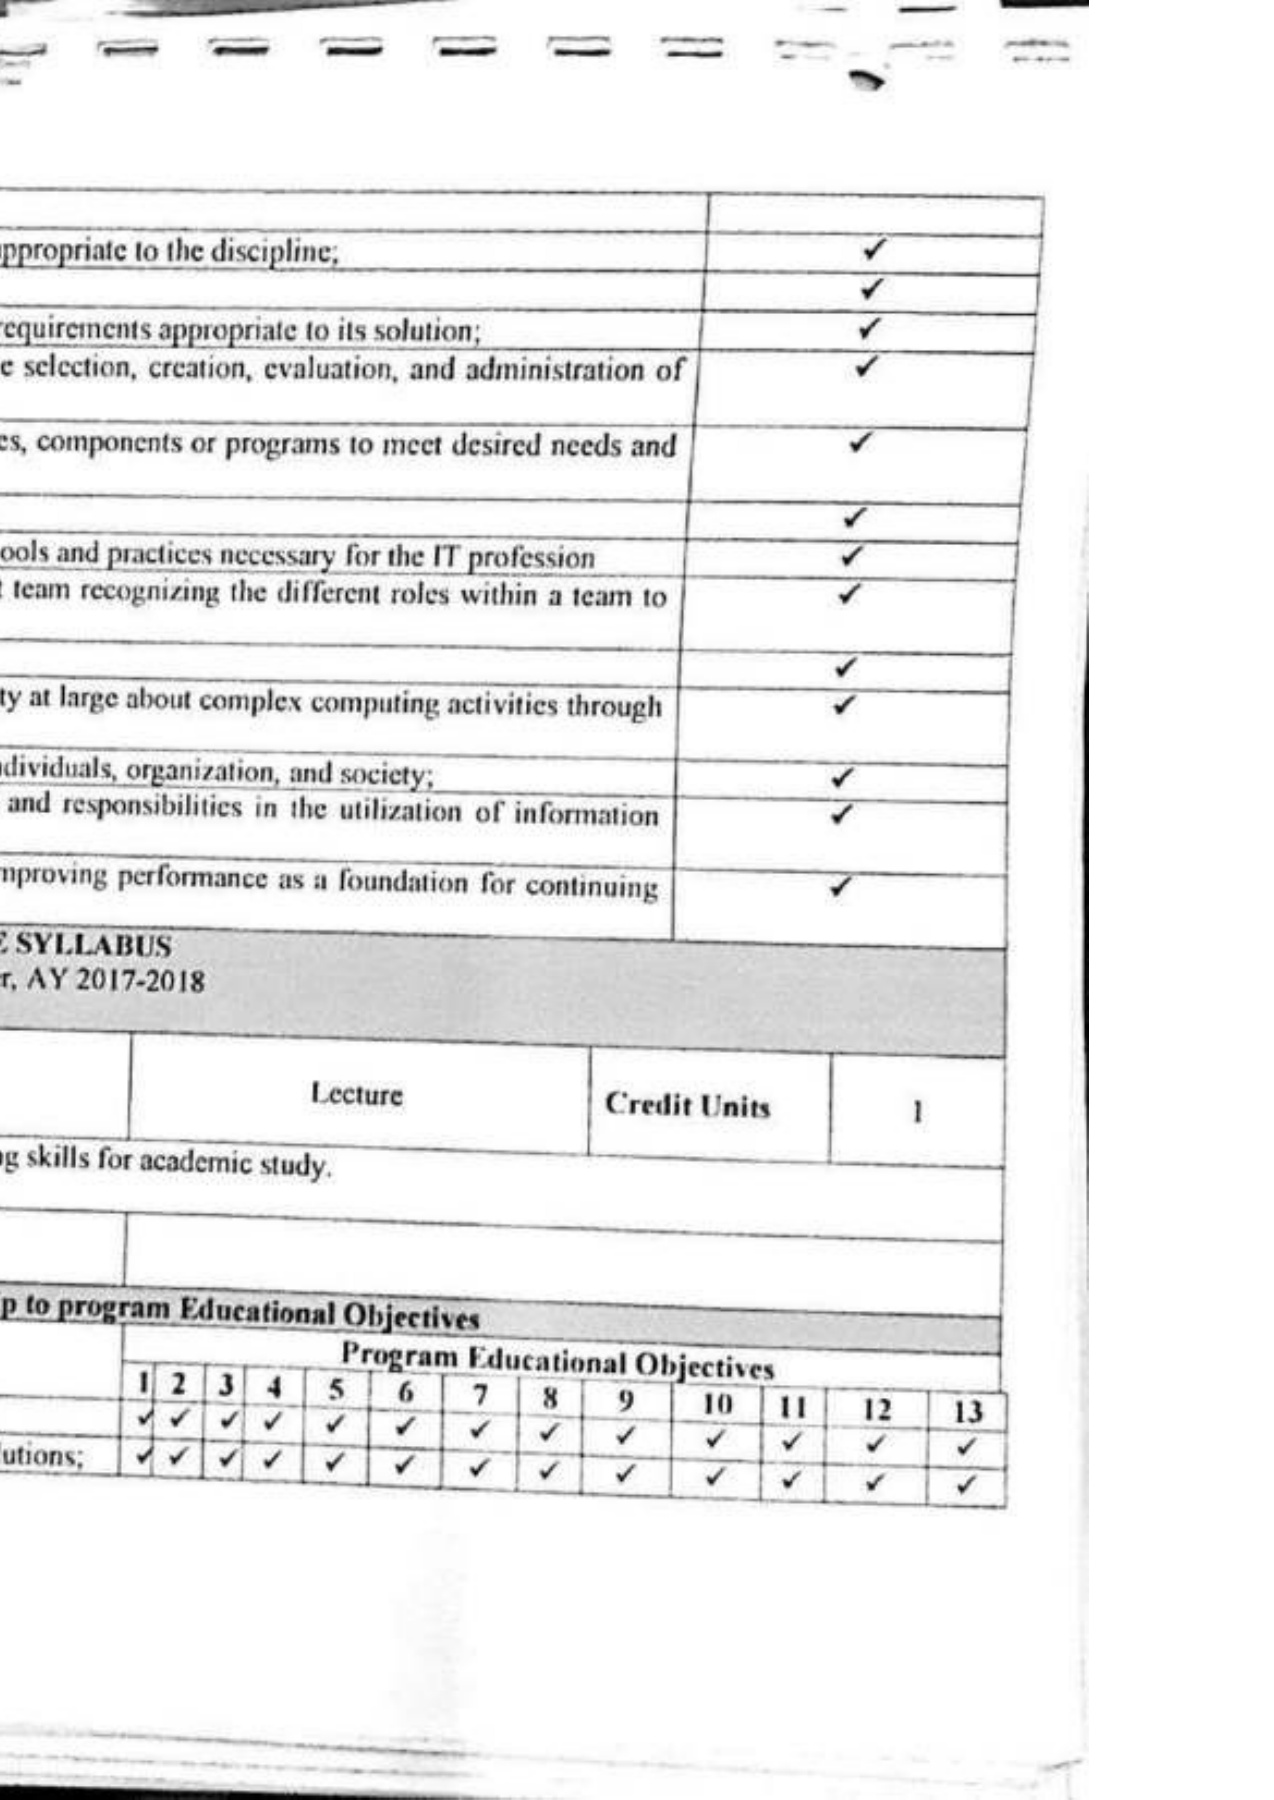 ppropriate to the discipline; ✓
✓
requirements appropriate to its solution; ✓
e selection, creation, evaluation, and administration of ✓
es, components or programs to meet desired needs and ✓
✓
ools and practices necessary for the IT profession ✓
t team recognizing the different roles within a team to ✓
✓
ty at large about complex computing activities through ✓
dividuals, organization, and society; ✓
and responsibilities in the utilization of information ✓
mproving performance as a foundation for continuing ✓
E SYLLABUS
r, AY 2017-2018
Lecture Credit Units 1
ng skills for academic study.
p to program Educational Objectives
Program Educational Objectives
1 2 3 4 5 6 7 8 9 10 11 12 13
✓ ✓ ✓ ✓ ✓ ✓ ✓ ✓ ✓ ✓ ✓ ✓ ✓
lutions; ✓ ✓ ✓ ✓ ✓ ✓ ✓ ✓ ✓ ✓ ✓ ✓ ✓